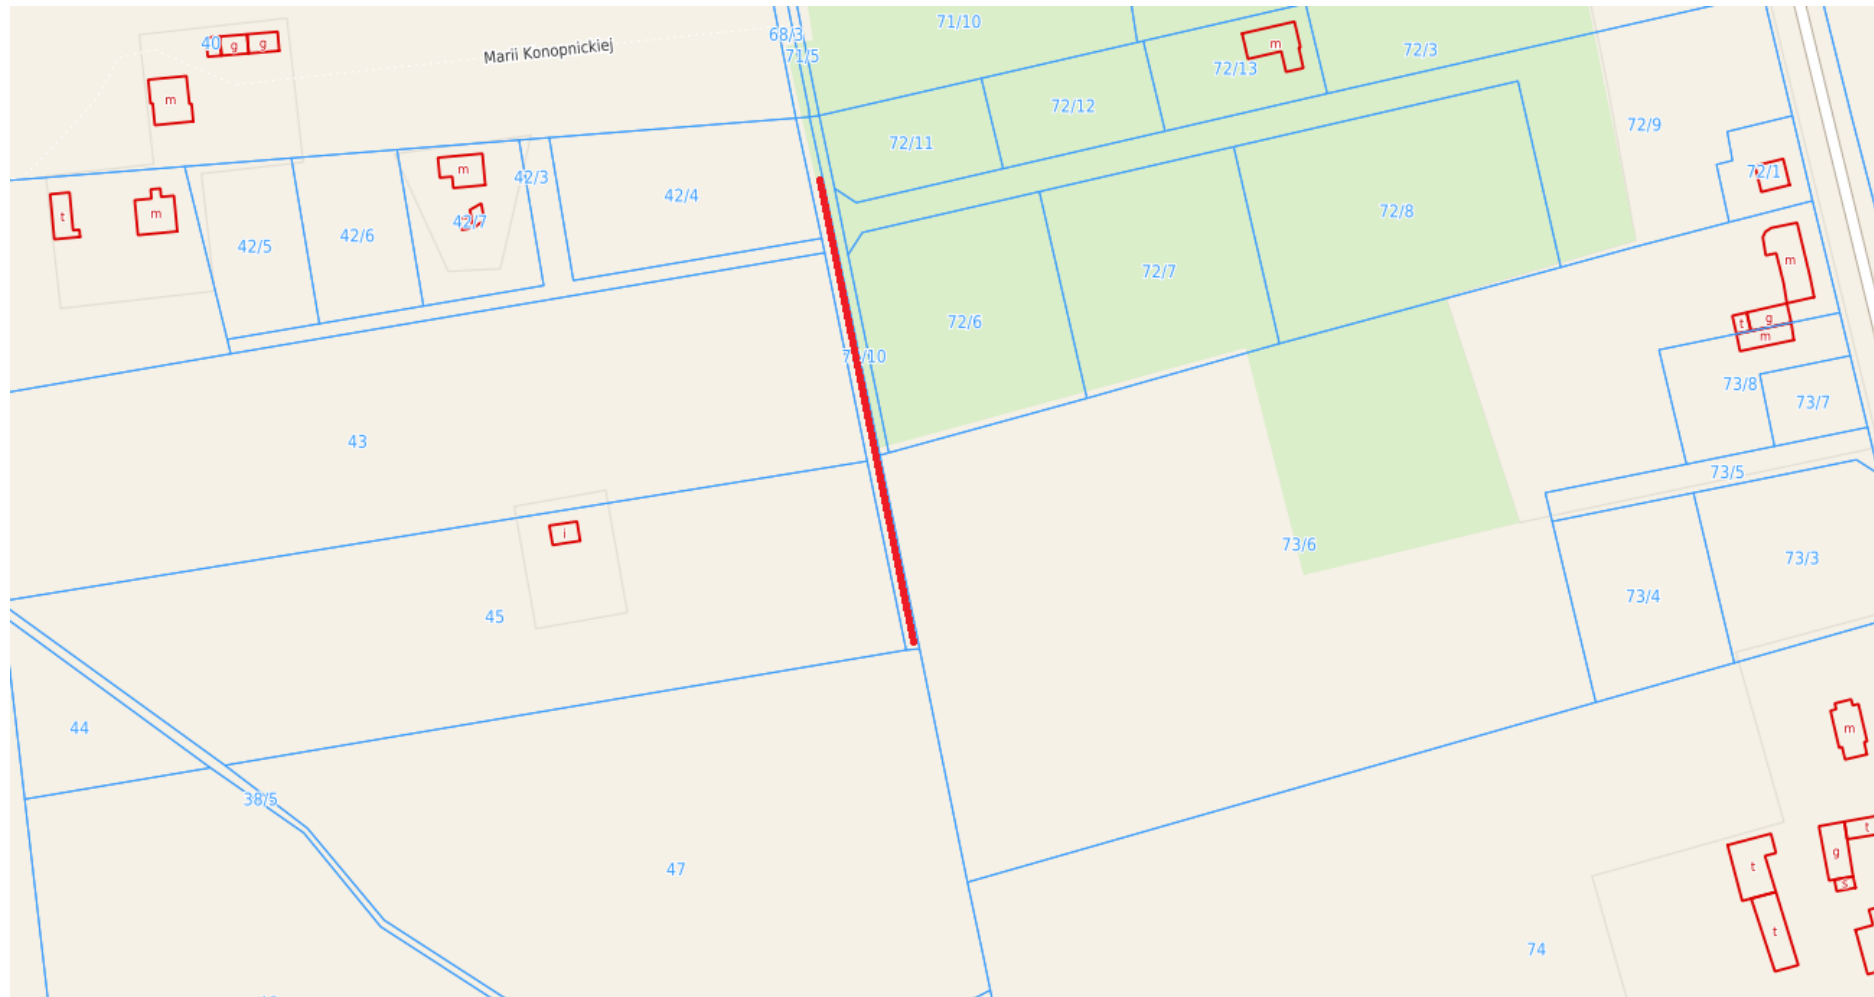 71/10
68/3
40
g
g
Marii Konopnickiej
71/5
72/3
m
72/13
m
72/12
72/9
72/11
m
42/3
72/1
42/4
t
m
42/7
72/8
42/5
42/6
m
72/7
72/6
t
g
m
73/8
73/7
43
73/5
i
73/6
73/3
45
73/4
44
m
38/5
t
g
t
47
s
t
74